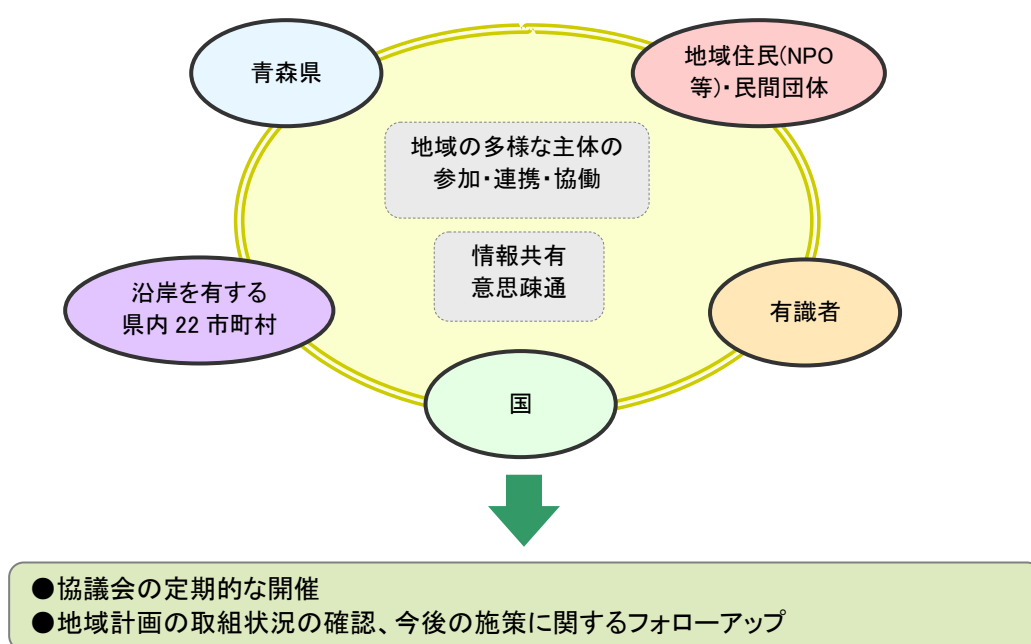 青森県
地域住民(NPO
等)・民間団体
地域の多様な主体の
参加・連携・協働
情報共有
意思疎通
沿岸を有する
県内 22 市町村
有識者
国
●協議会の定期的な開催
●地域計画の取組状況の確認、今後の施策に関するフォローアップ